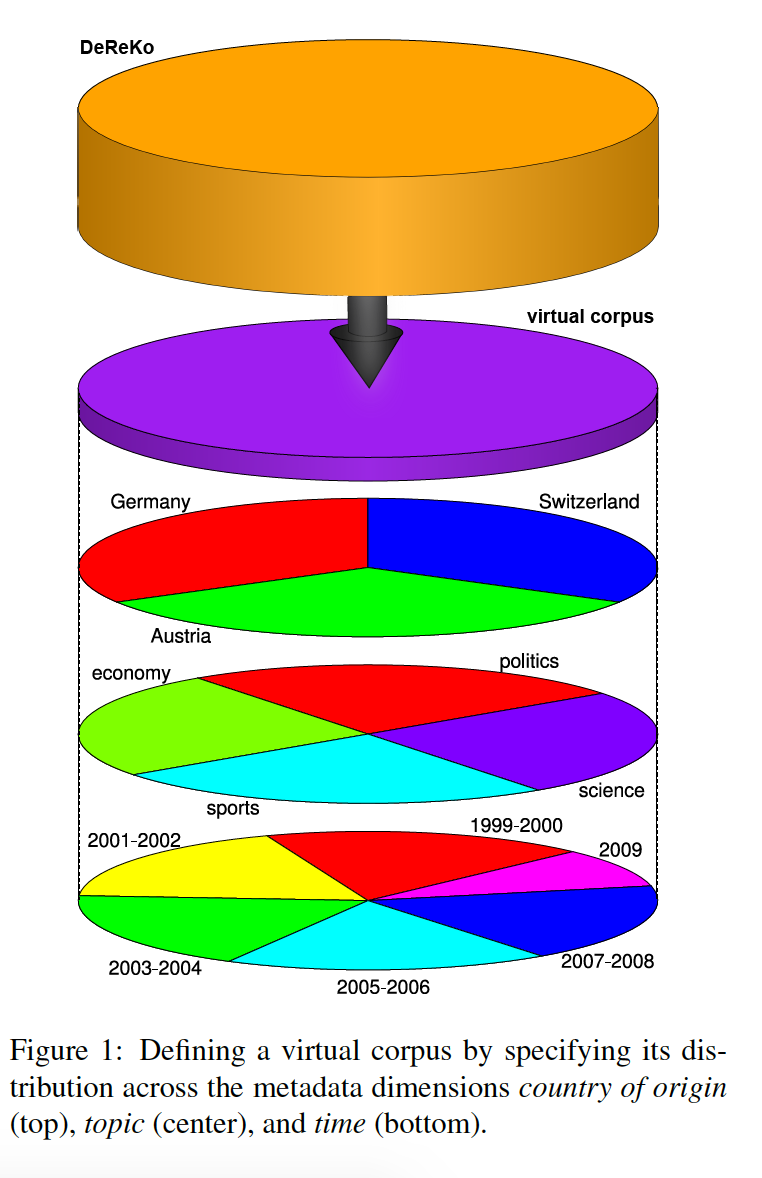 DeReKo
virtual corpus
Germany
Switzerland
Austria
politics
economy
science
sports
1999-2000
2001-2002
2009
2003-2004
2007-2008
2005-2006
Figure 1: Defining a virtual corpus by specifying its dis-
tribution across the metadata dimensions country of origin
(top), topic (center), and time (bottom).